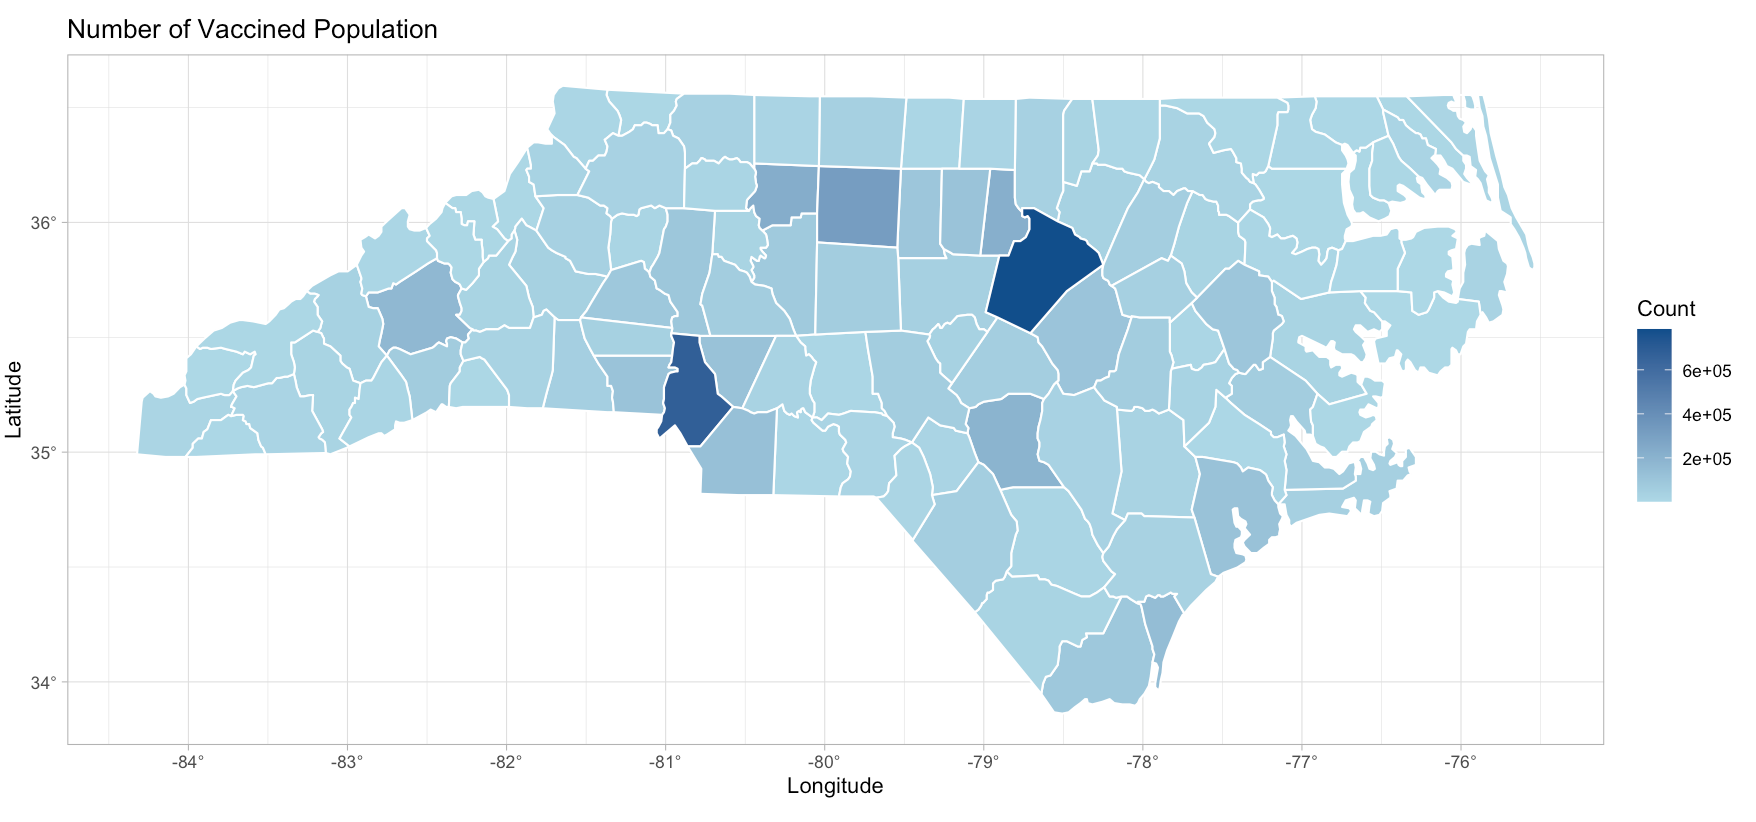 Number of Vaccined Population
Latitude
36°
35°
34°
-84°
-83°
-82°
-81°
-80°
-79°
-78°
-77°
-76°
Longitude
Count
6e+05
4e+05
2e+05